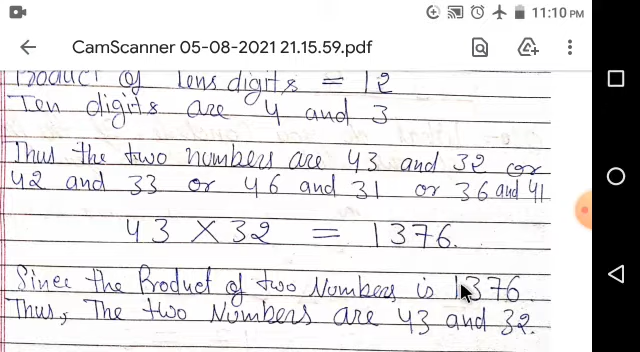 11:10 PM
CamScanner 05-08-2021 21.15.59.pdf
Product of tens digits = 12
Ten digits are 4 and 3
Thus the two numbers are 43 and 32 or
42 and 33 or 46 and 31 or 36 and 41
43 × 32 = 1376.
Since the Product of two Numbers is 1376.
Thus, The two Numbers are 43 and 32.